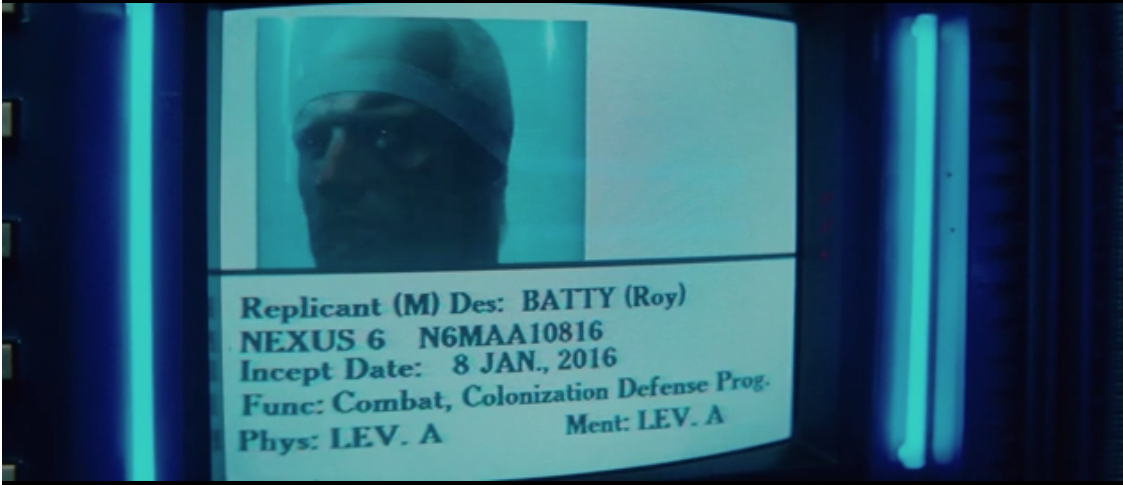 Replicant (M) Des: BATTY (Roy)
NEXUS 6 N6MAA10816
Incept Date: 8 JAN., 2016
Func: Combat, Colonization Defense Prog.
Phys: LEV. A Ment: LEV. A